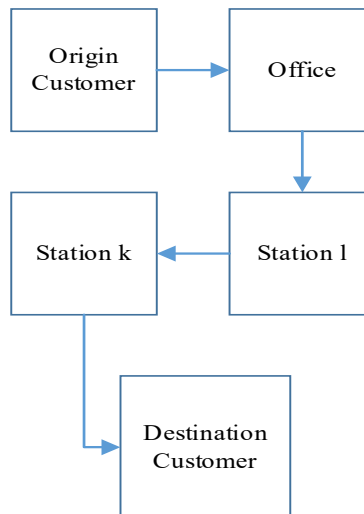 Origin
Customer
Office
Station k
Station l
Destination
Customer